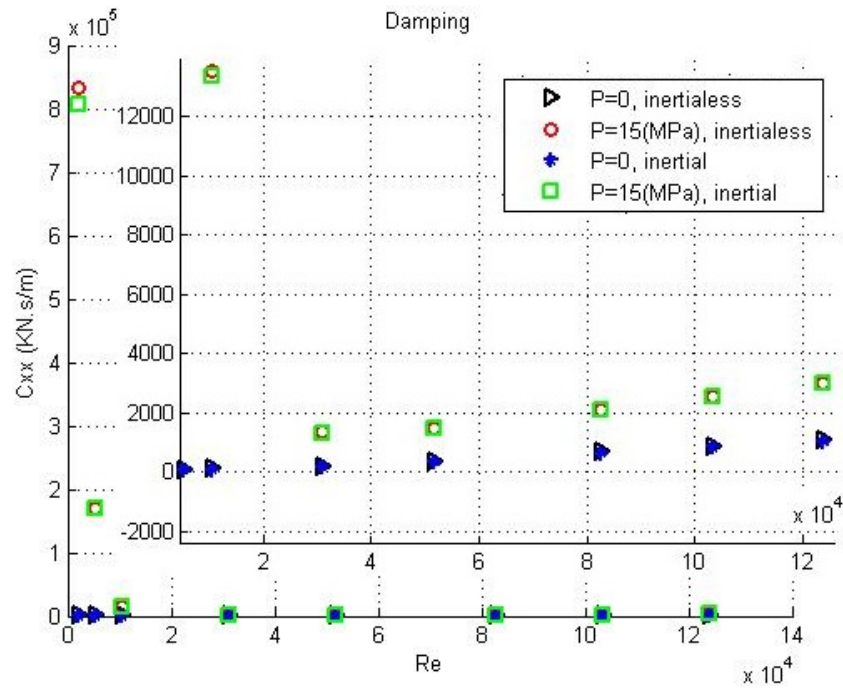 Damping
x 10^5
9
8
7
6
5
4
3
2
1
0
Cxx (KN.s/m)
12000
10000
8000
6000
4000
2000
0
-2000
P=0, inertialess
P=15(MPa), inertialess
P=0, inertial
P=15(MPa), inertial
x 10^4
2 4 6 8 10 12
0 2 4 6 8 10 12 14
Re
x 10^4